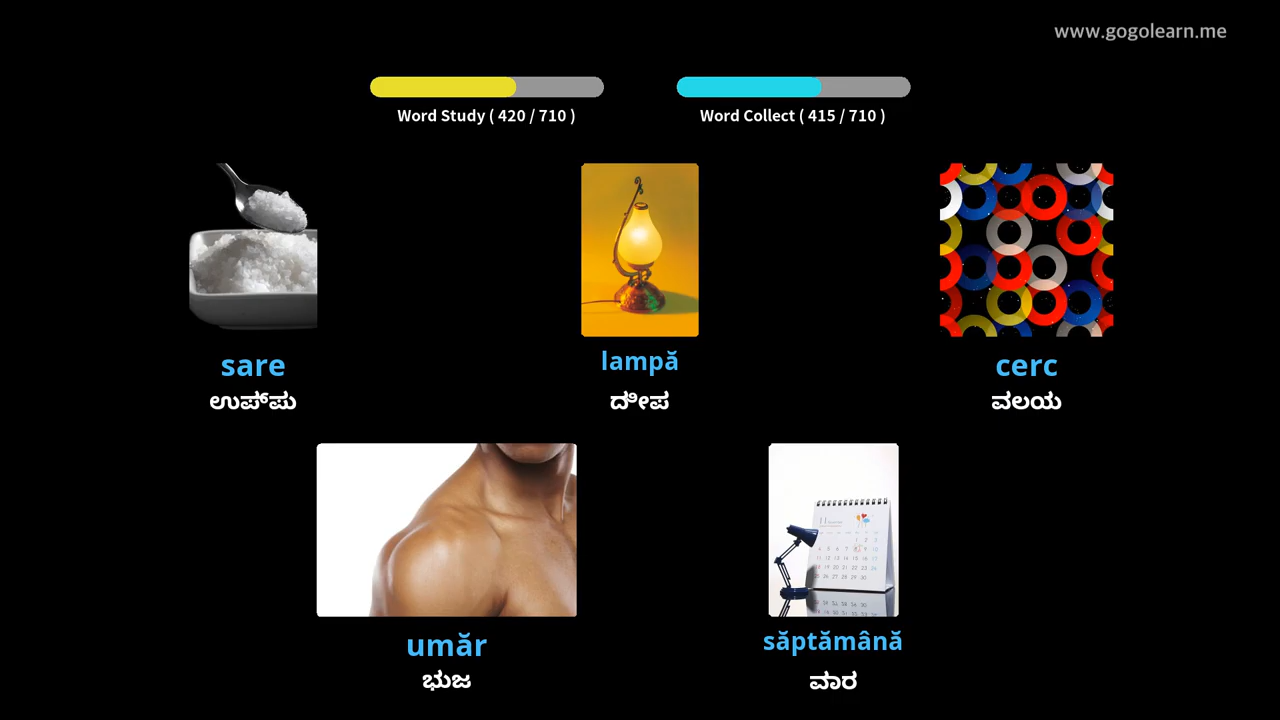 www.gogolearn.me
Word Study ( 420 / 710 )
Word Collect ( 415 / 710 )
sare
ಉಪ್ಪು
lampă
ದೀಪ
cerc
ವಲಯ
umăr
ಭುಜ
săptămână
ವಾರ